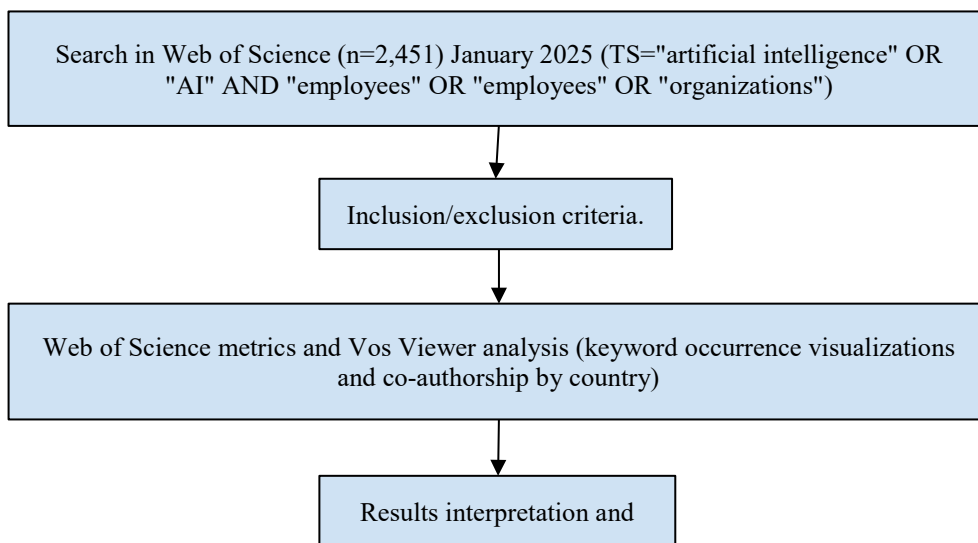 Search in Web of Science (n=2,451) January 2025 (TS="artificial intelligence" OR
"AI" AND "employees" OR "employees" OR "organizations")
Inclusion/exclusion criteria.
Web of Science metrics and Vos Viewer analysis (keyword occurrence visualizations
and co-authorship by country)
Results interpretation and